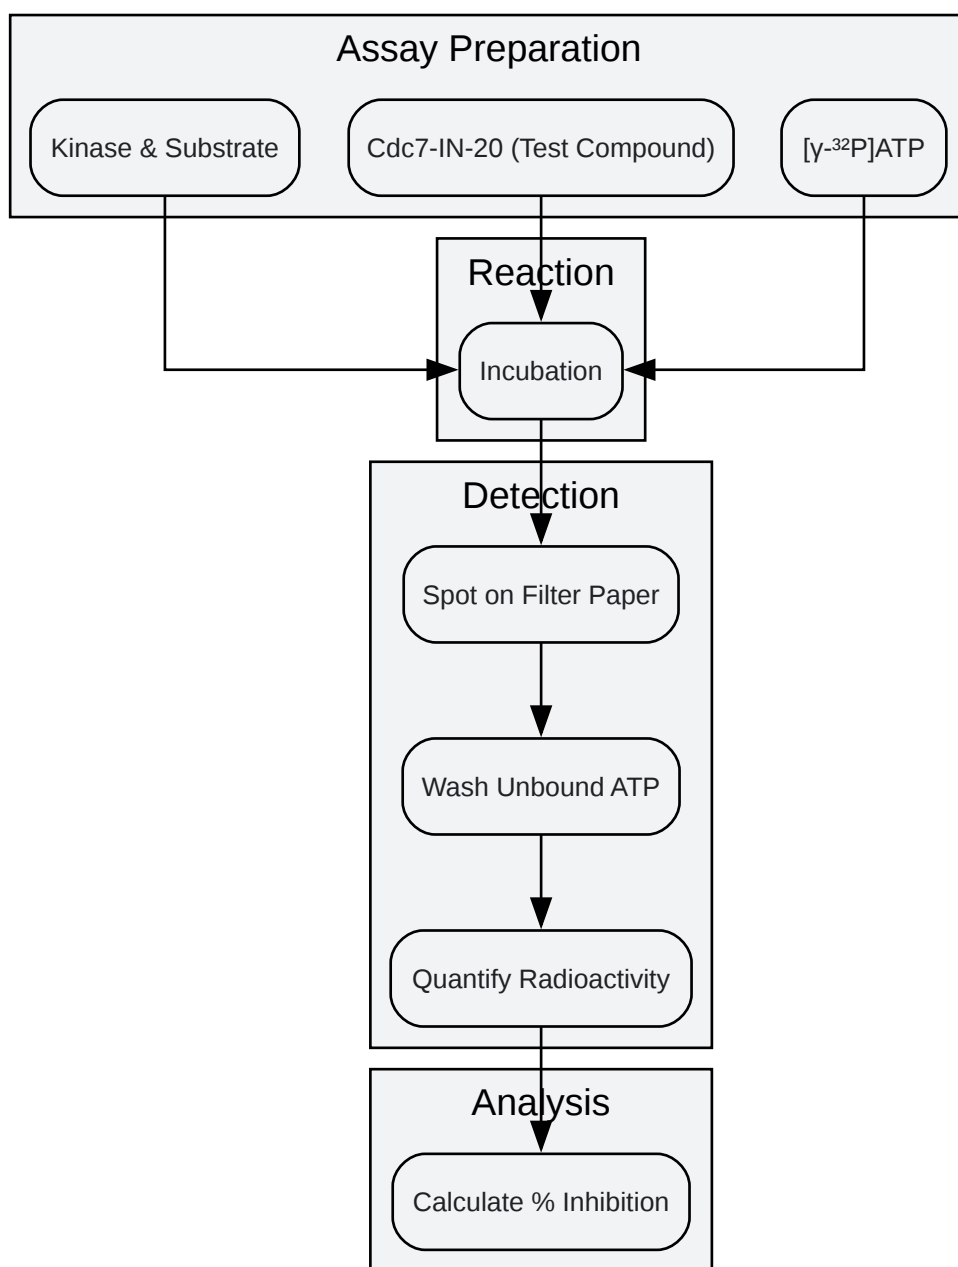 Assay Preparation
Kinase & Substrate
Cdc7-IN-20 (Test Compound)
[γ-³²P]ATP
Reaction
Incubation
Detection
Spot on Filter Paper
Wash Unbound ATP
Quantify Radioactivity
Analysis
Calculate % Inhibition